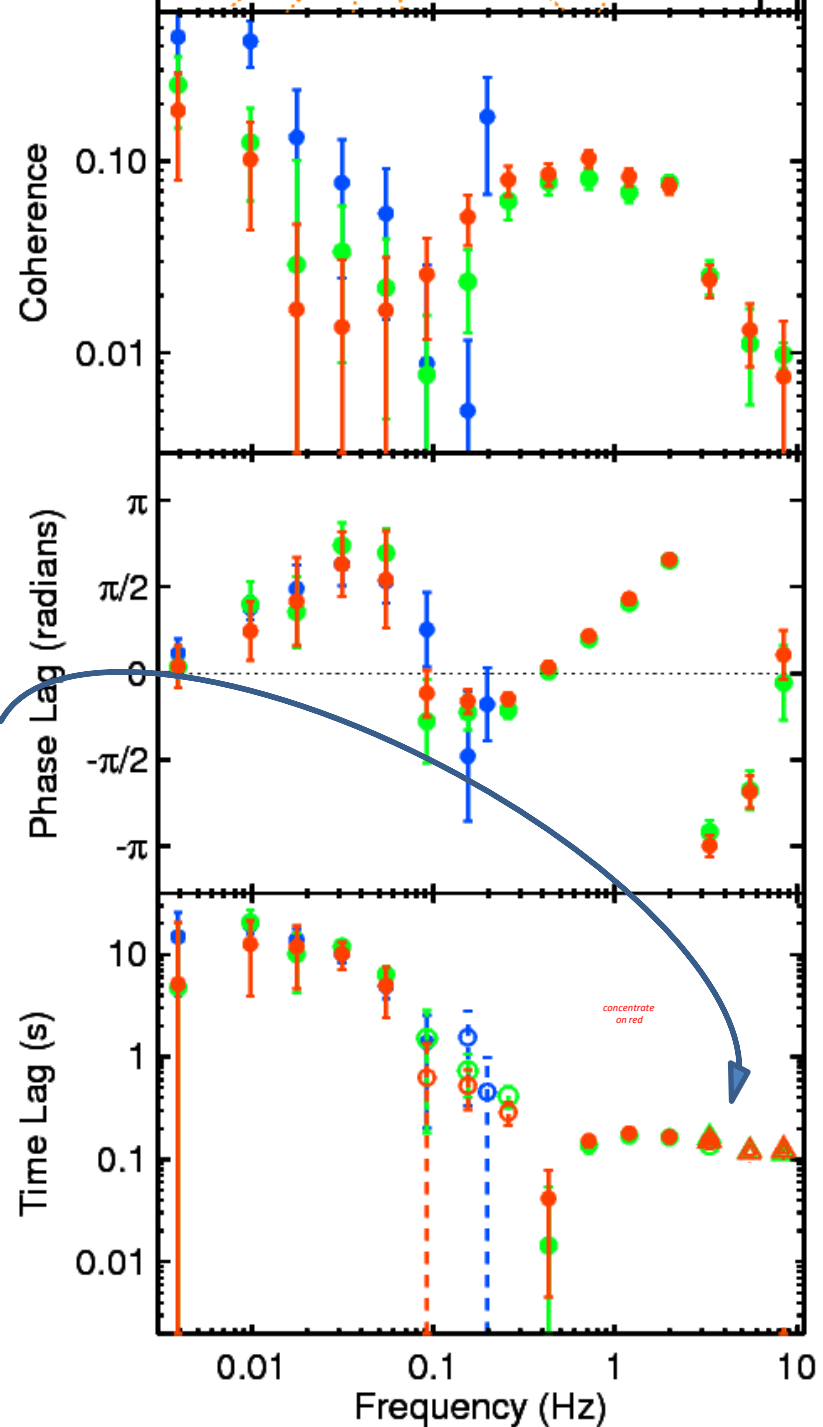 Coherence
0.10
0.01
Phase Lag (radians)
π
π/2
0
-π/2
-π
Time Lag (s)
10
1
0.1
0.01
concentrate
on red
0.01
0.1
1
10
Frequency (Hz)